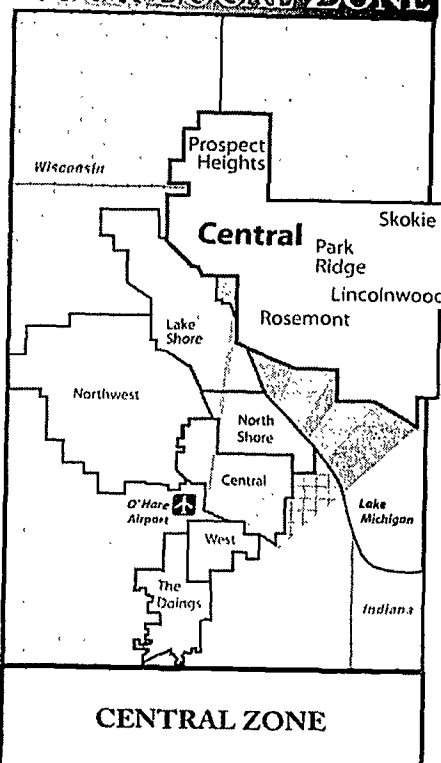 ZONE
Prospect
Heights
Wisconsin
Skokie
Central
Park
Ridge
Lincolnwood
Rosemont
Lake
Shore
Northwest
North
Shore
Central
O'Hare
Airport
Lake
Michigan
West
The
Doings
Indiana
CENTRAL ZONE